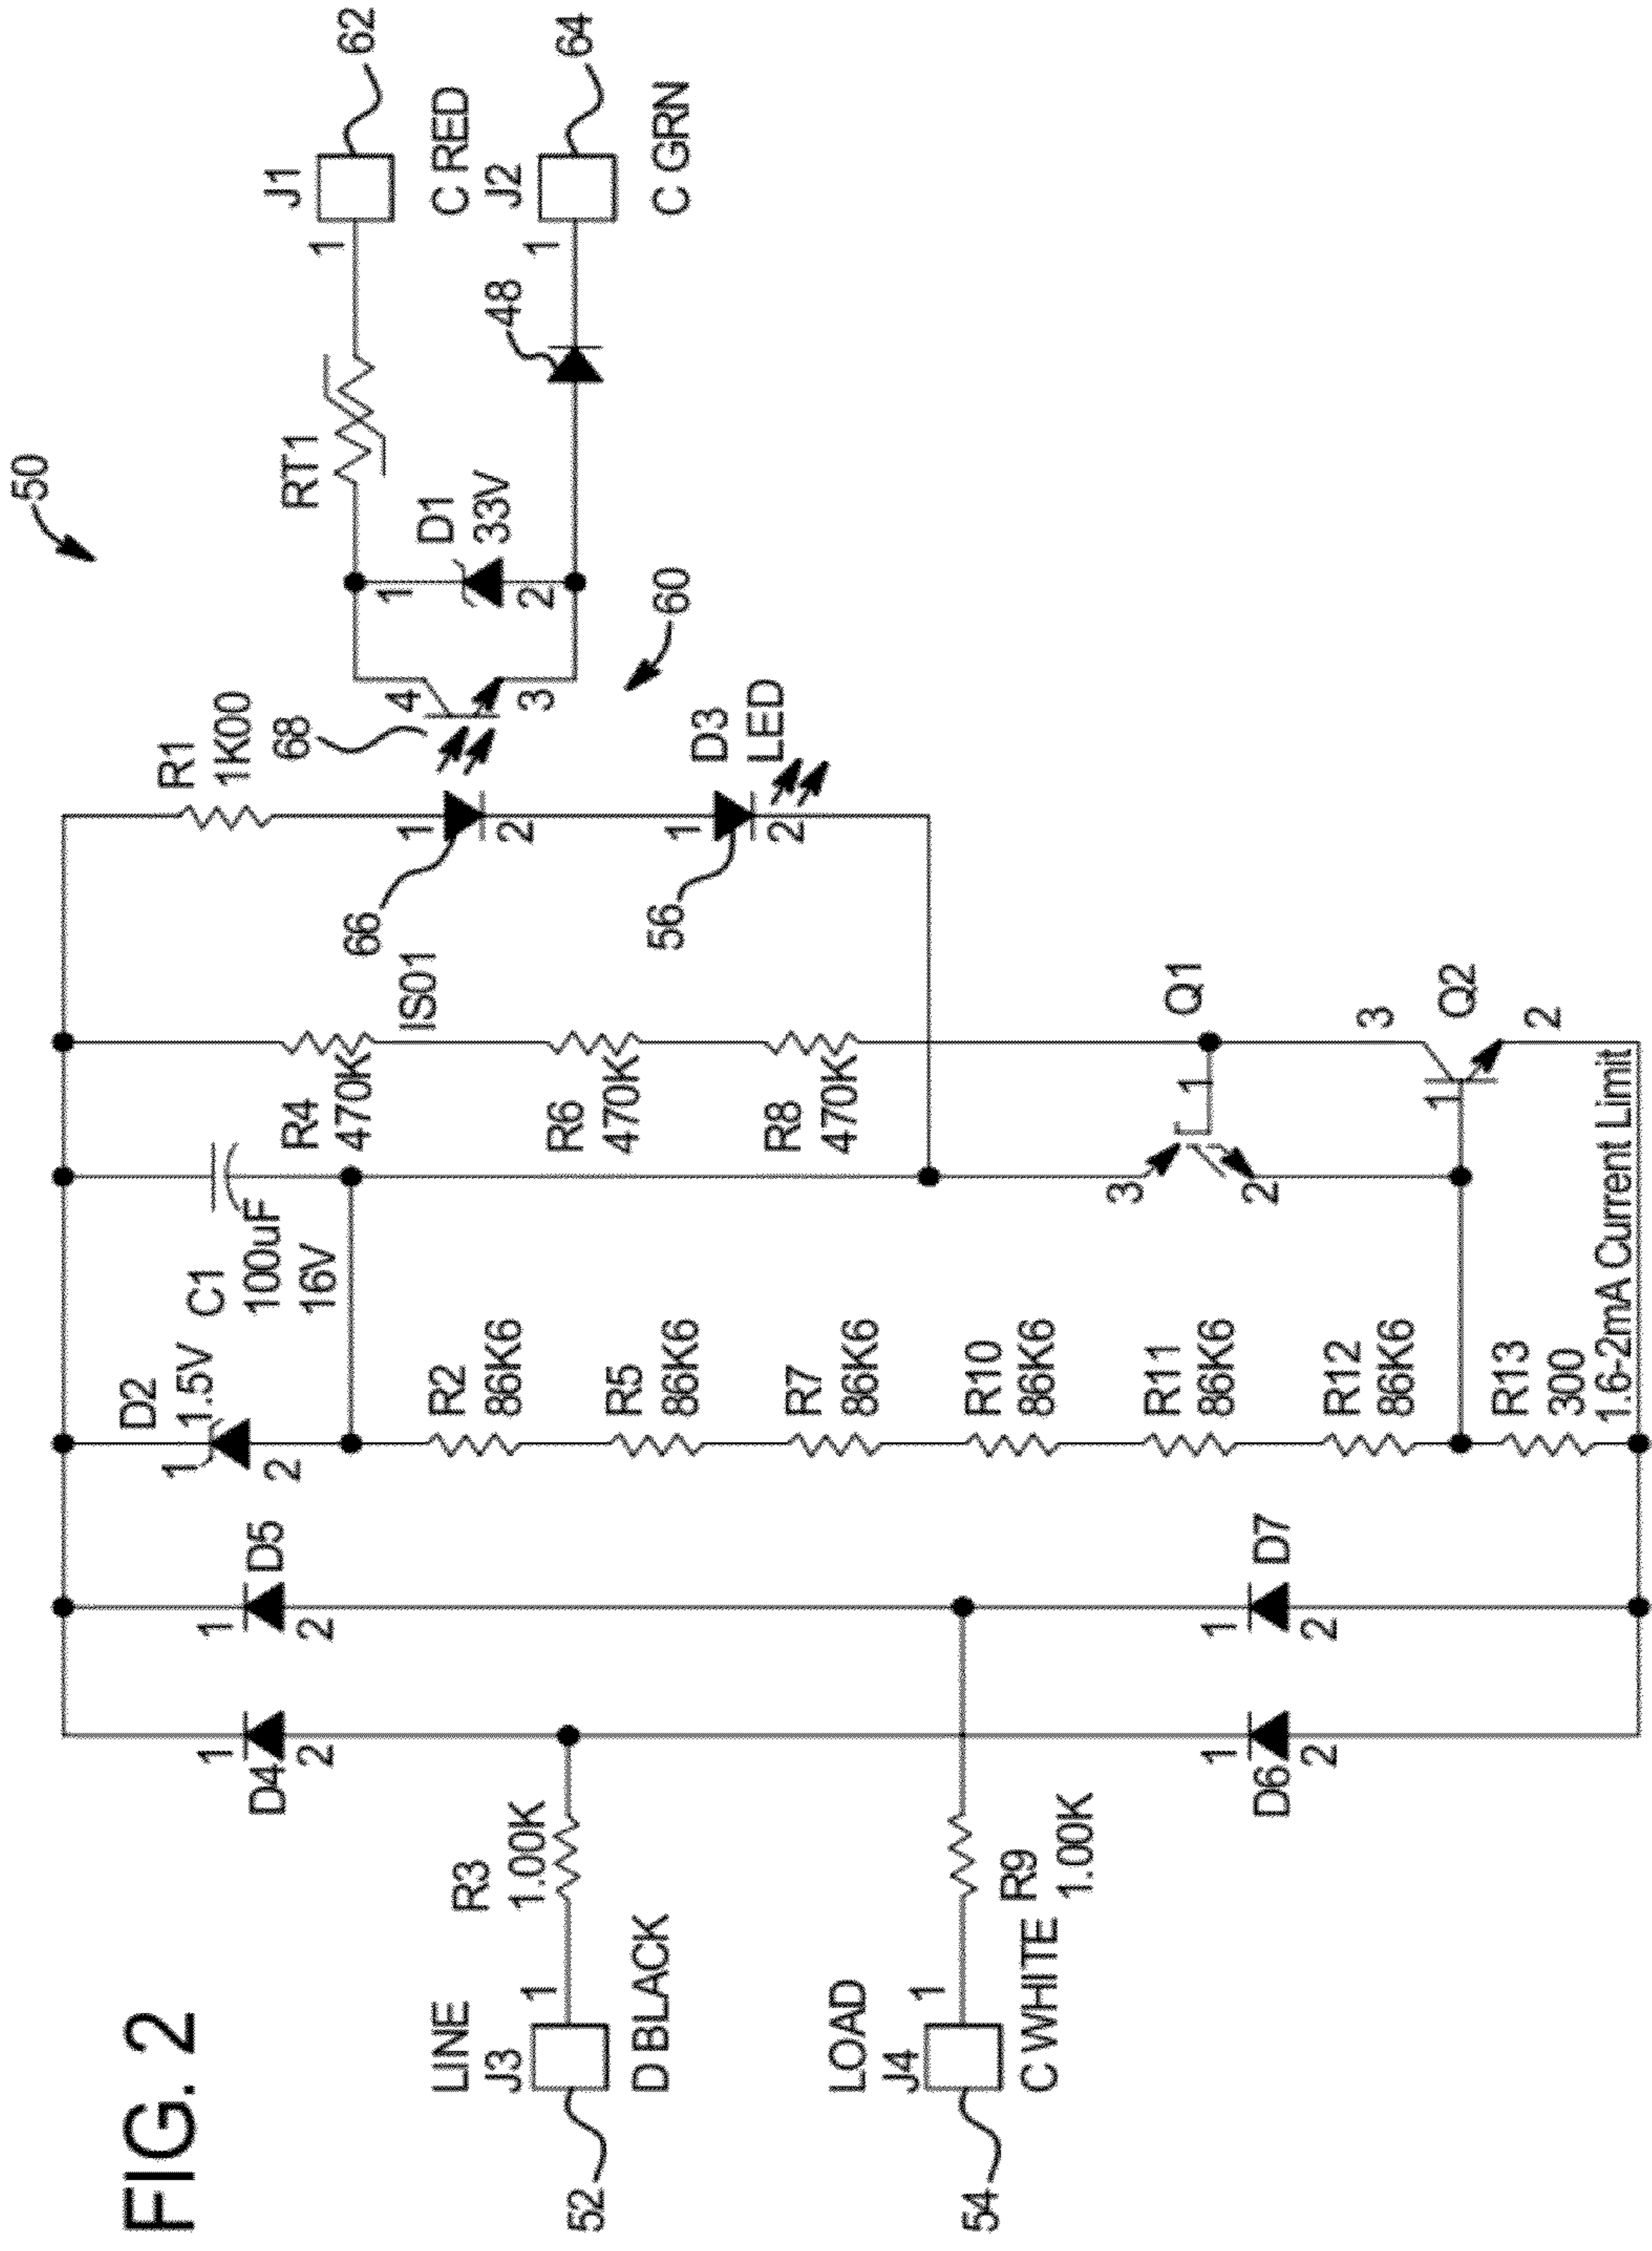 FIG. 2
50
52
LINE
J3
1
D BLACK
R3
1.00K
54
LOAD
J4
1
C WHITE
R9
1.00K
D4
1
2
D5
1
2
D6
1
2
D7
1
2
D2
1.5V
1
2
C1
100uF
16V
R2
86K6
R5
86K6
R7
86K6
R10
86K6
R11
86K6
R12
86K6
R13
300
1.6-2mA Current Limit
R4
470K
R6
470K
R8
470K
IS01
R1
1K00
66
1
2
68
4
3
56
1
2
D3
LED
60
Q1
1
3
2
Q2
1
3
2
D1
33V
1
2
RT1
48
J1
1
C RED
62
J2
1
C GRN
64